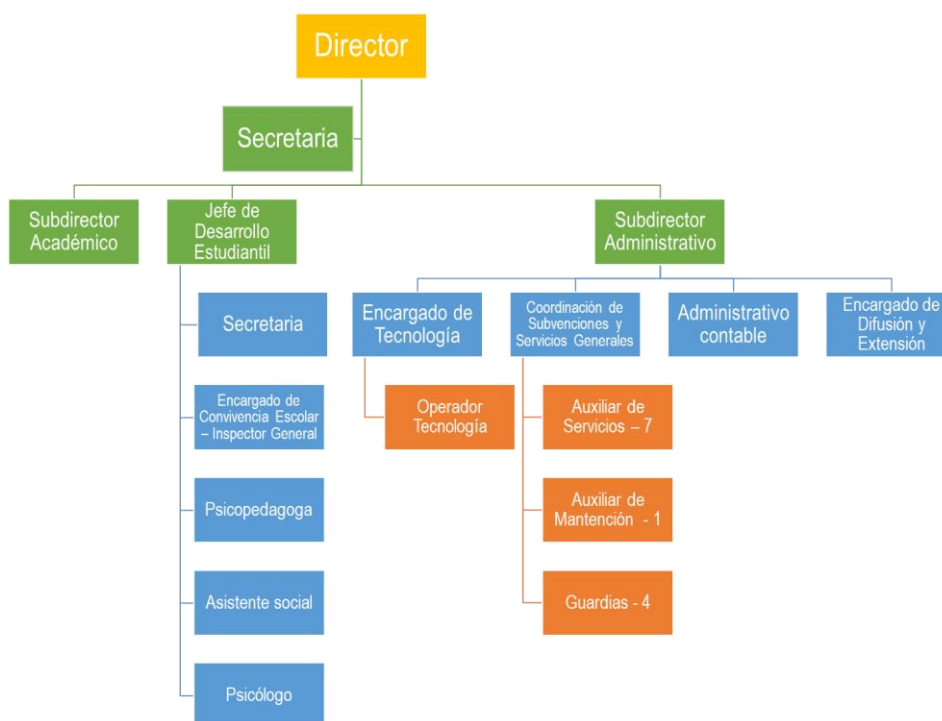 Director
Secretaria
Subdirector
Académico
Jefe de
Desarrollo
Estudiantil
Subdirector
Administrativo
Secretaria
Encargado de
Convivencia Escolar
– Inspector General
Psicopedagoga
Asistente social
Psicólogo
Encargado de
Tecnología
Coordinación de
Subvenciones y
Servicios Generales
Administrativo
contable
Encargado de
Difusión y
Extensión
Operador
Tecnología
Auxiliar de
Servicios – 7
Auxiliar de
Mantención - 1
Guardias - 4